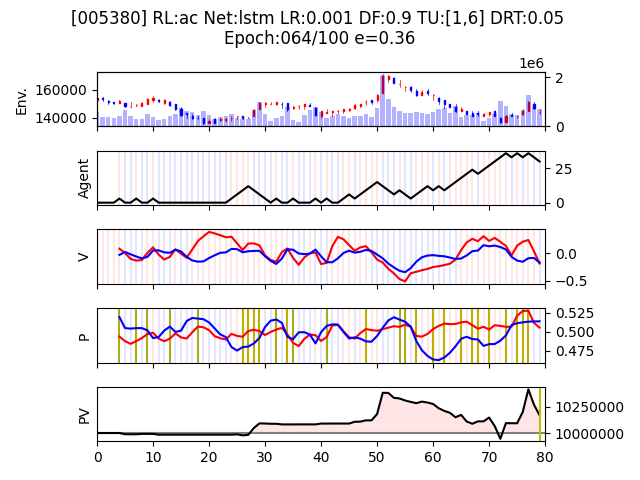 [005380] RL:ac Net:lstm LR:0.001 DF:0.9 TU:[1,6] DRT:0.05
Epoch:064/100 e=0.36
1e6
Env.
160000
140000
2
0
Agent
25
0
V
0.0
−0.5
P
0.525
0.500
0.475
PV
10250000
10000000
0 10 20 30 40 50 60 70 80